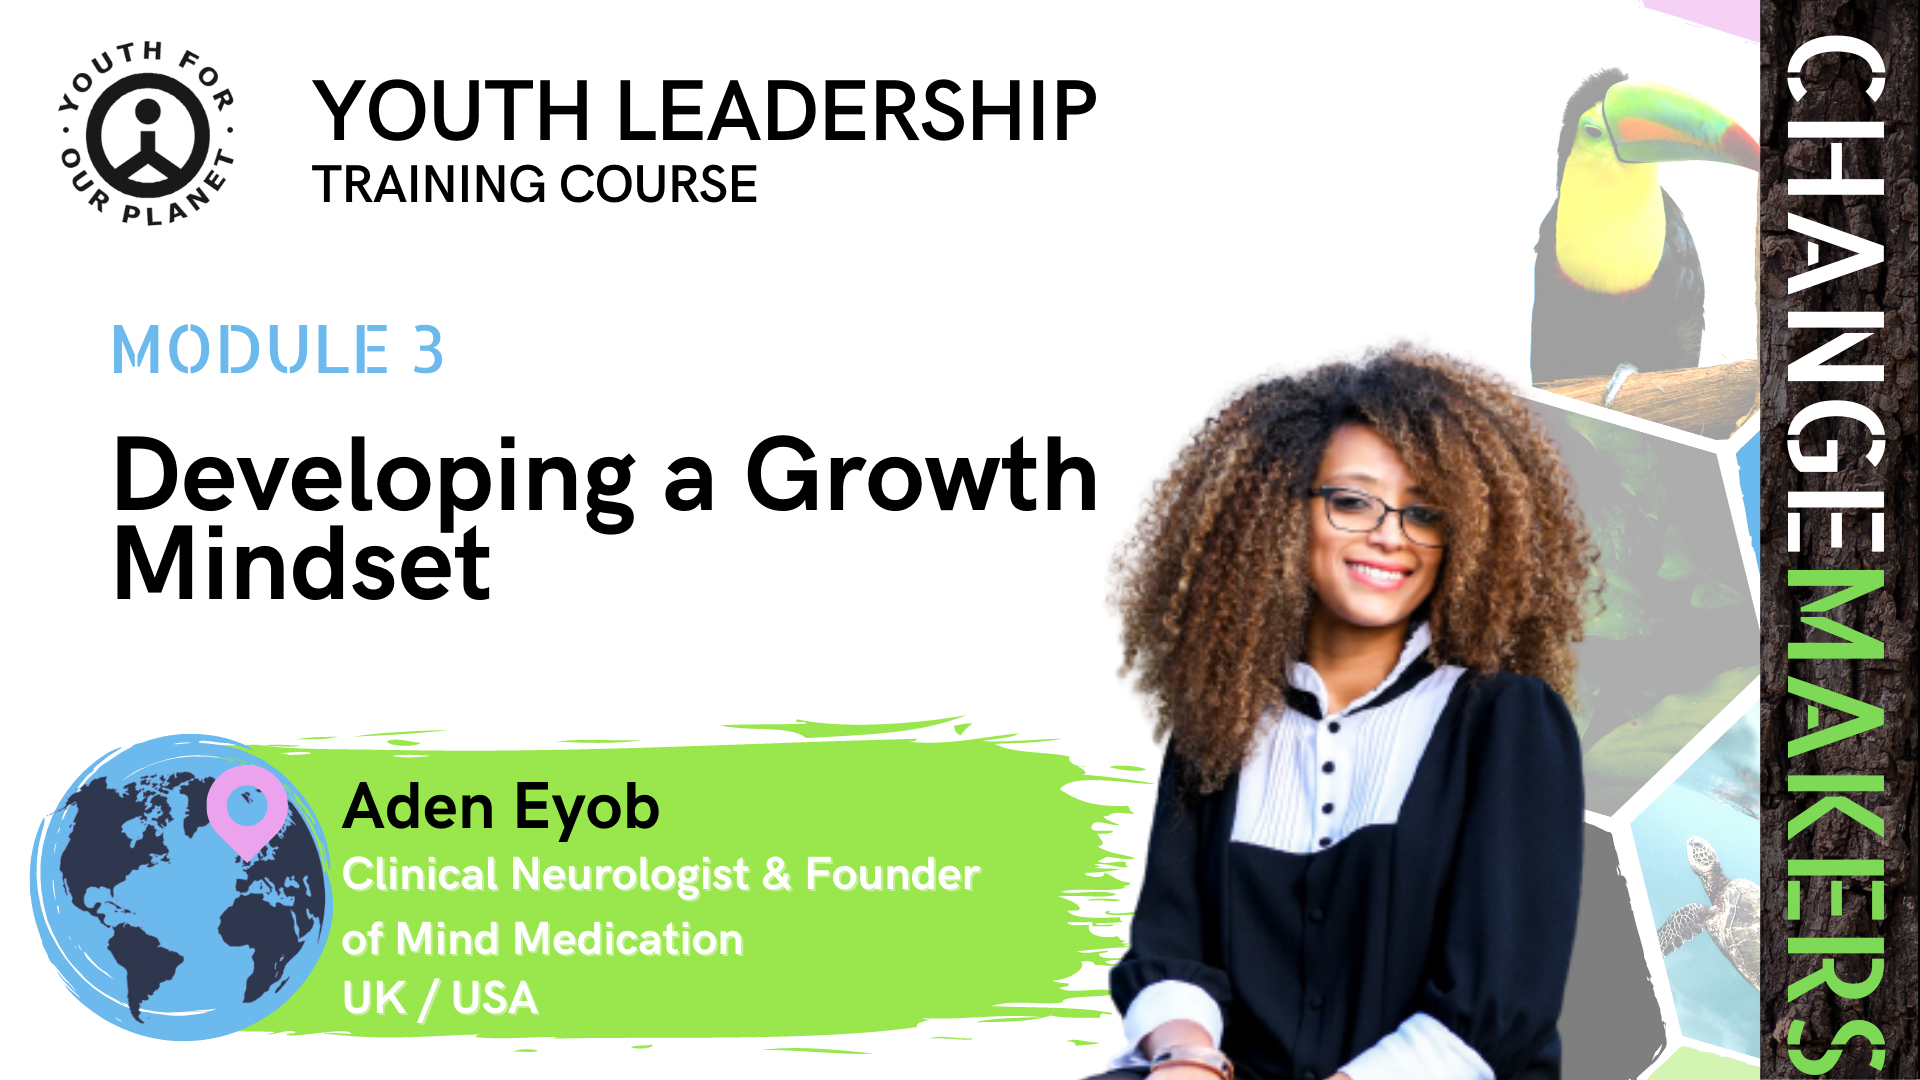 YOUTH FOR
OUR PLANET
YOUTH LEADERSHIP
TRAINING COURSE
MODULE 3
Developing a Growth
Mindset
Aden Eyob
Clinical Neurologist & Founder
of Mind Medication
UK / USA
CHANGEMAKERS